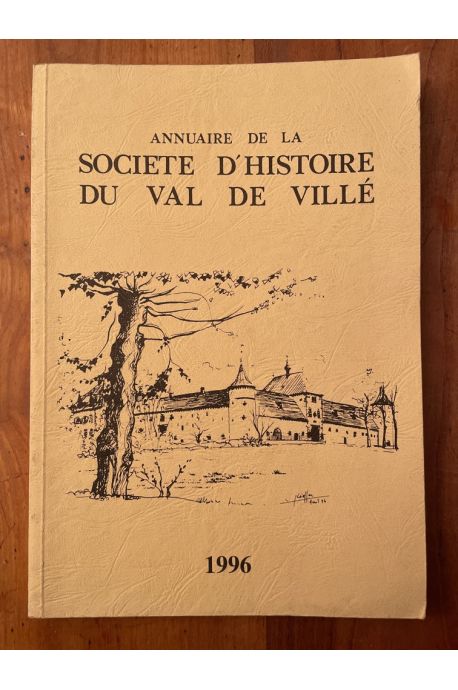 ANNUAIRE DE LA
SOCIETE D'HISTOIRE
DU VAL DE VILLÉ
1996